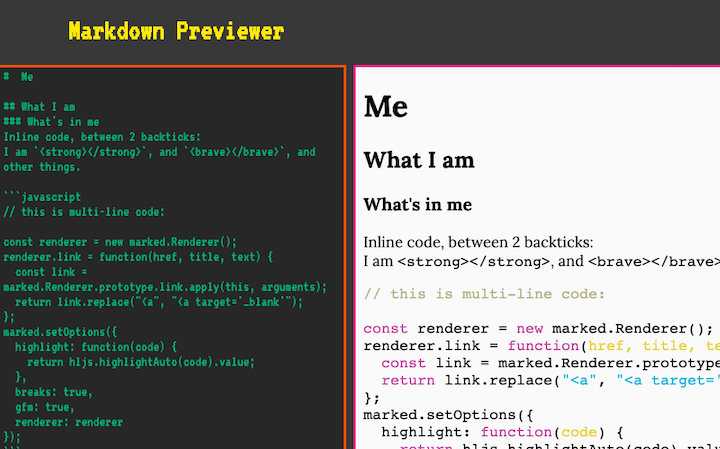 Markdown Previewer
#  Me
## What I am
### What's in me
Inline code, between 2 backticks:
I am `<strong></strong>`, and `<brave></brave>`, and
other things.
```javascript
// this is multi-line code:
const renderer = new marked.Renderer();
renderer.link = function(href, title, text) {
  const link =
marked.Renderer.prototype.link.apply(this, arguments);
  return link.replace("<a", "<a target='_blank'");
};
marked.setOptions({
  highlight: function(code) {
    return hljs.highlightAuto(code).value;
  },
  breaks: true,
  gfm: true,
  renderer: renderer
});
Me
What I am
What's in me
Inline code, between 2 backticks:
I am <strong></strong>, and <brave></brave>
// this is multi-line code:
const renderer = new marked.Renderer();
renderer.link = function(href, title, te
  const link = marked.Renderer.prototype
  return link.replace("<a", "<a target='
};
marked.setOptions({
  highlight: function(code) {
    return hljs.highlightAuto(code).valu